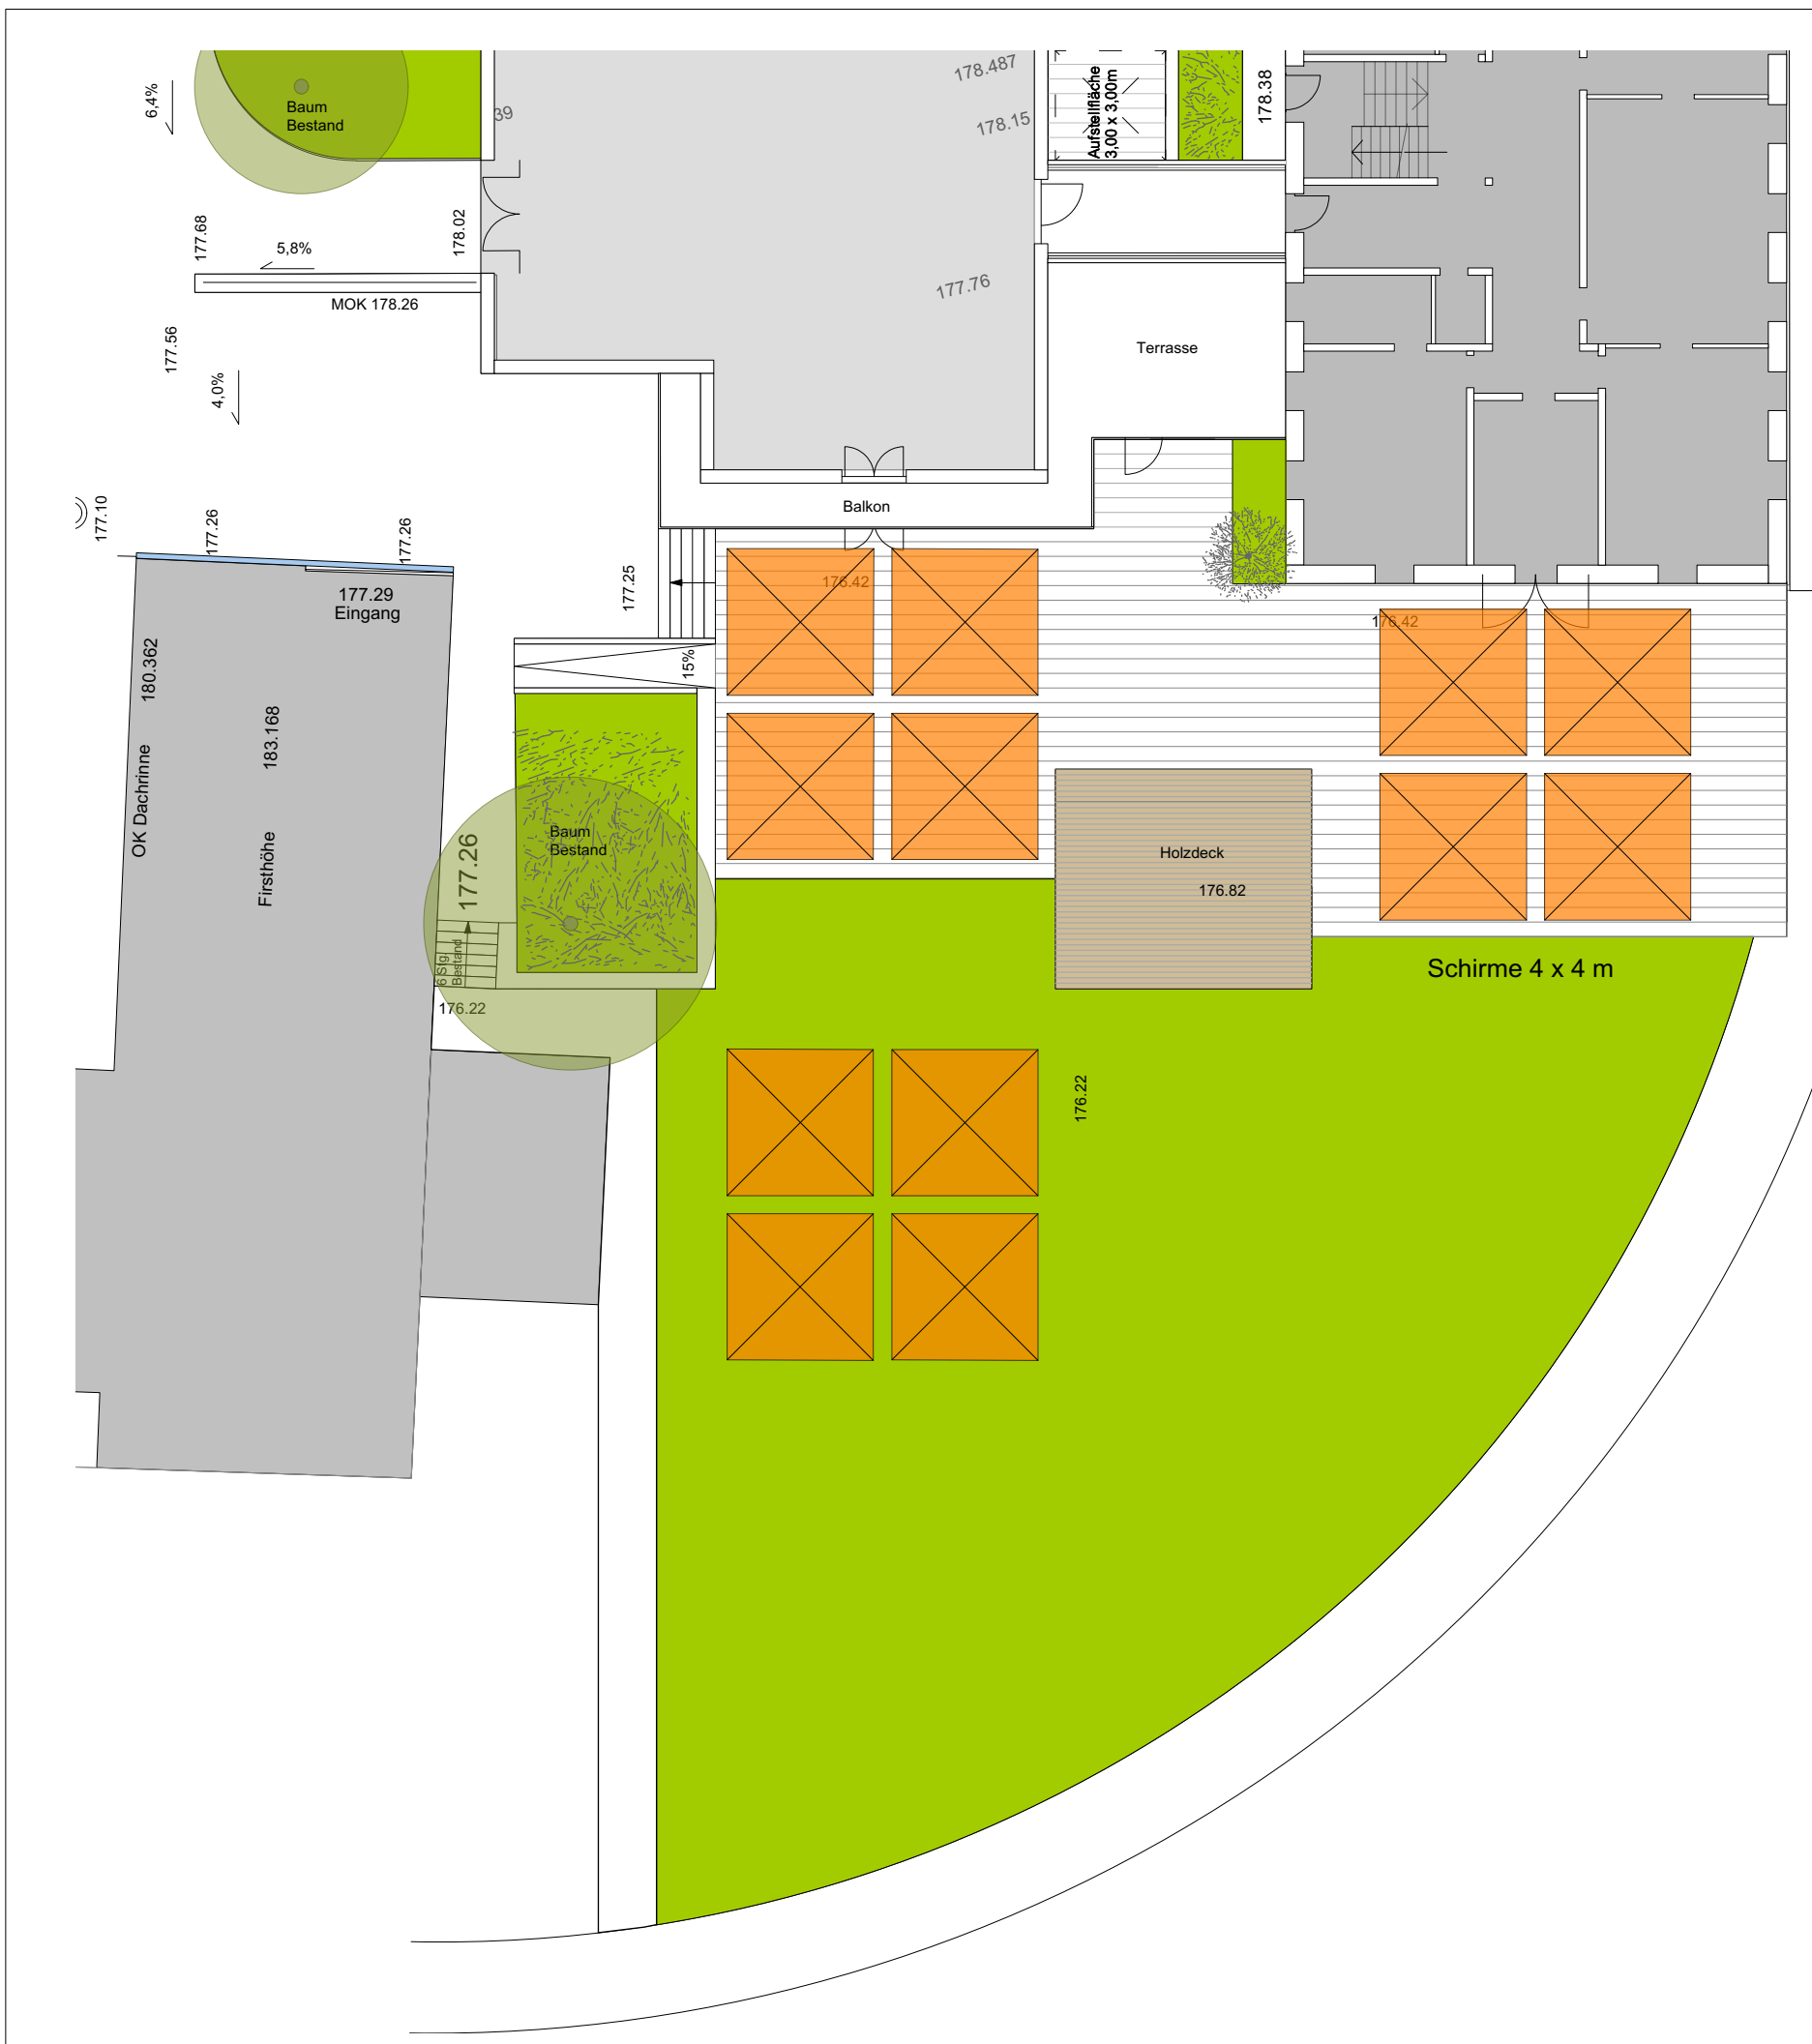 6,4%
Baum
Bestand
39
178.487
178.15
Aufstellfläche
3,00 x 3,00m
178.38
177.68
5,8%
178.02
MOK 178.26
177.76
177.56
4,0%
Terrasse
177.10
177.26
177.26
Balkon
177.29
Eingang
177.25
176.42
176.42
180.362
OK Dachrinne
183.168
Firsthöhe
15%
Baum
Bestand
177.26
6 Stg.
Bestand
176.22
Holzdeck
176.82
Schirme 4 x 4 m
176.22